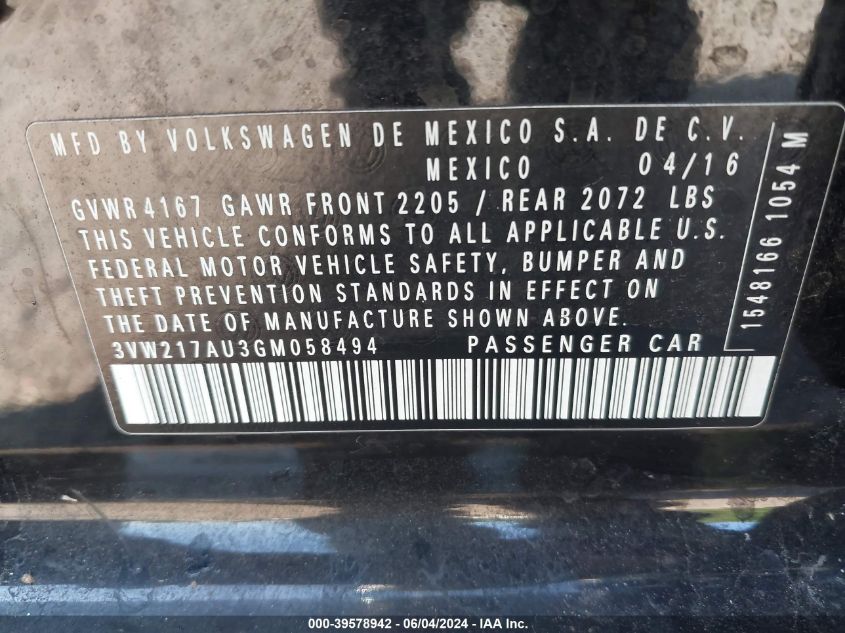 MFD BY VOLKSWAGEN DE MEXICO S.A. DE C.V.
MEXICO 04/16
GVWR 4167 GAWR FRONT 2205 / REAR 2072 LBS
THIS VEHICLE CONFORMS TO ALL APPLICABLE U.S.
FEDERAL MOTOR VEHICLE SAFETY, BUMPER AND
THEFT PREVENTION STANDARDS IN EFFECT ON
THE DATE OF MANUFACTURE SHOWN ABOVE.
3VW217AU3GM058494 PASSENGER CAR
1548166 1054 M
000-39578942 - 06/04/2024 - IAA Inc.